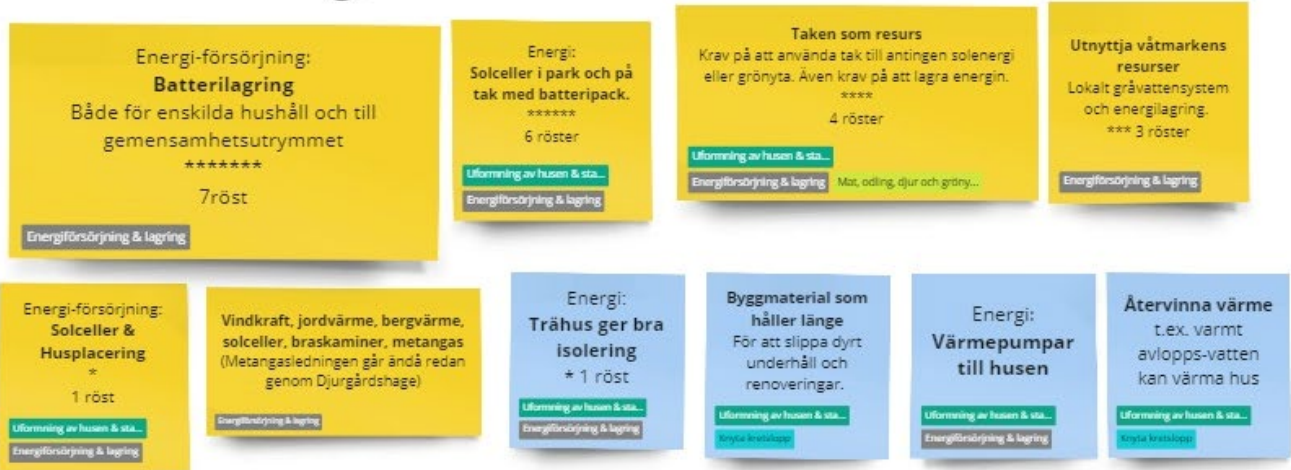 Energi-försörjning:
Batterilagring
Både för enskilda hushåll och till
gemensamhetsutrymmet
*******
7röst
Energiförsörjning & lagring
Energi:
Solceller i park och på
tak med batteripack.
******
6 röster
Uformning av husen & sta...
Energiförsörjning & lagring
Taken som resurs
Krav på att använda tak till antingen solenergi
eller grönyta. Även krav på att lagra energin.
****
4 röster
Uformning av husen & sta...
Energiförsörjning & lagring Mat, odling, djur och gröny...
Utnyttja våtmarkens
resurser
Lokalt gråvattensystem
och energilagring.
*** 3 röster
Energiförsörjning & lagring
Energi-försörjning:
Solceller &
Husplacering
*
1 röst
Uformning av husen & sta...
Energiförsörjning & lagring
Vindkraft, jordvärme, bergvärme,
solceller, braskaminer, metangas
(Metangasledningen går ändå redan
genom Djurgårdshage)
Energiförsörjning & lagring
Energi:
Trähus ger bra
isolering
* 1 röst
Uformning av husen & sta...
Energiförsörjning & lagring
Byggmaterial som
håller länge
För att slippa dyrt
underhåll och
renoveringar.
Uformning av husen & sta...
Knyta kretslopp
Energi:
Värmepumpar
till husen
Uformning av husen & sta...
Energiförsörjning & lagring
Återvinna värme
t.ex. varmt
avlopps-vatten
kan värma hus
Uformning av husen & sta...
Knyta kretslopp